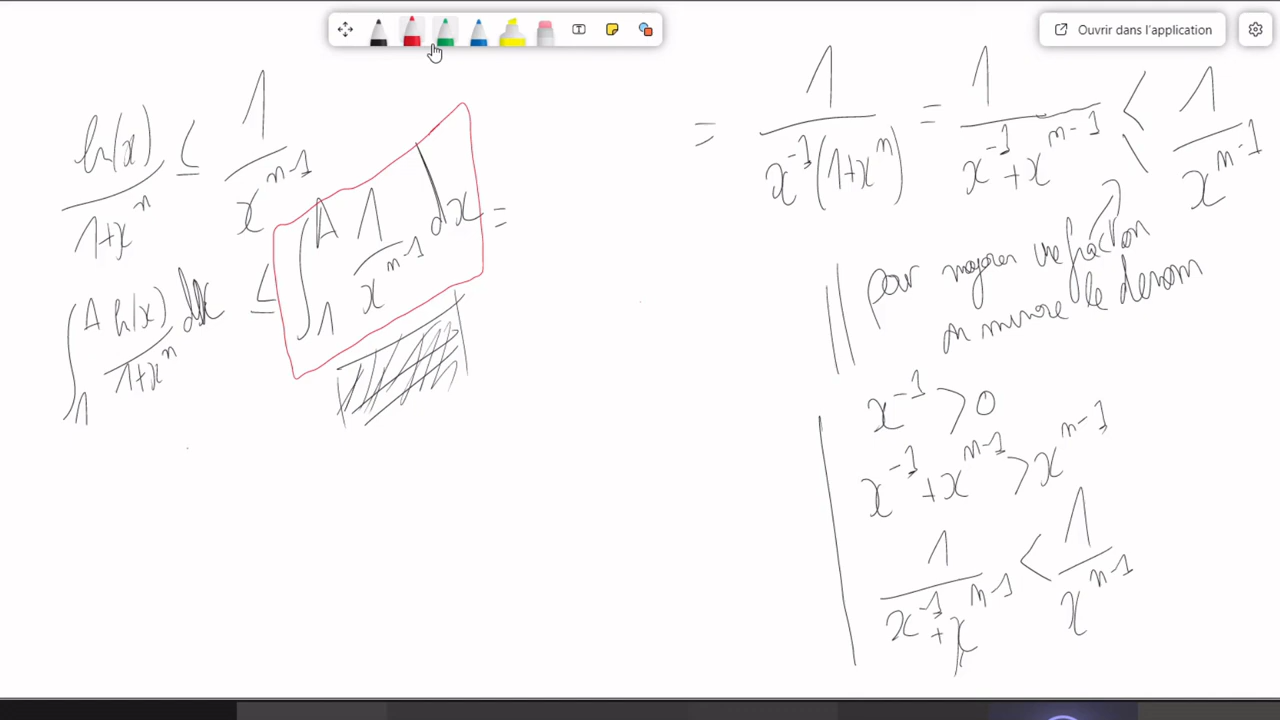 Ouvrir dans l'application
ln(x)/(1+x^n) ≤ 1/x^(n-1)
∫_1^A ln(x)/(1+x^n) dx ≤ ∫_1^A 1/x^(n-1) dx =
= 1/(x^-1(1+x^n)) = 1/(x^-1+x^(n-1)) < 1/x^(n-1)
pour majorer une fraction
on minore le denom
x^-1 > 0
x^-1+x^(n-1) > x^(n-1)
1/(x^-1+x^(n-1)) < 1/x^(n-1)